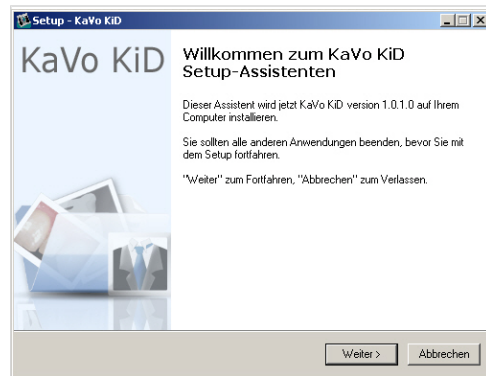 Setup - KaVo KiD
KaVo KiD
Willkommen zum KaVo KiD
Setup-Assistenten
Dieser Assistent wird jetzt KaVo KiD version 1.0.1.0 auf Ihrem
Computer installieren.
Sie sollten alle anderen Anwendungen beenden, bevor Sie mit
dem Setup fortfahren.
"Weiter" zum Fortfahren, "Abbrechen" zum Verlassen.
Weiter >
Abbrechen